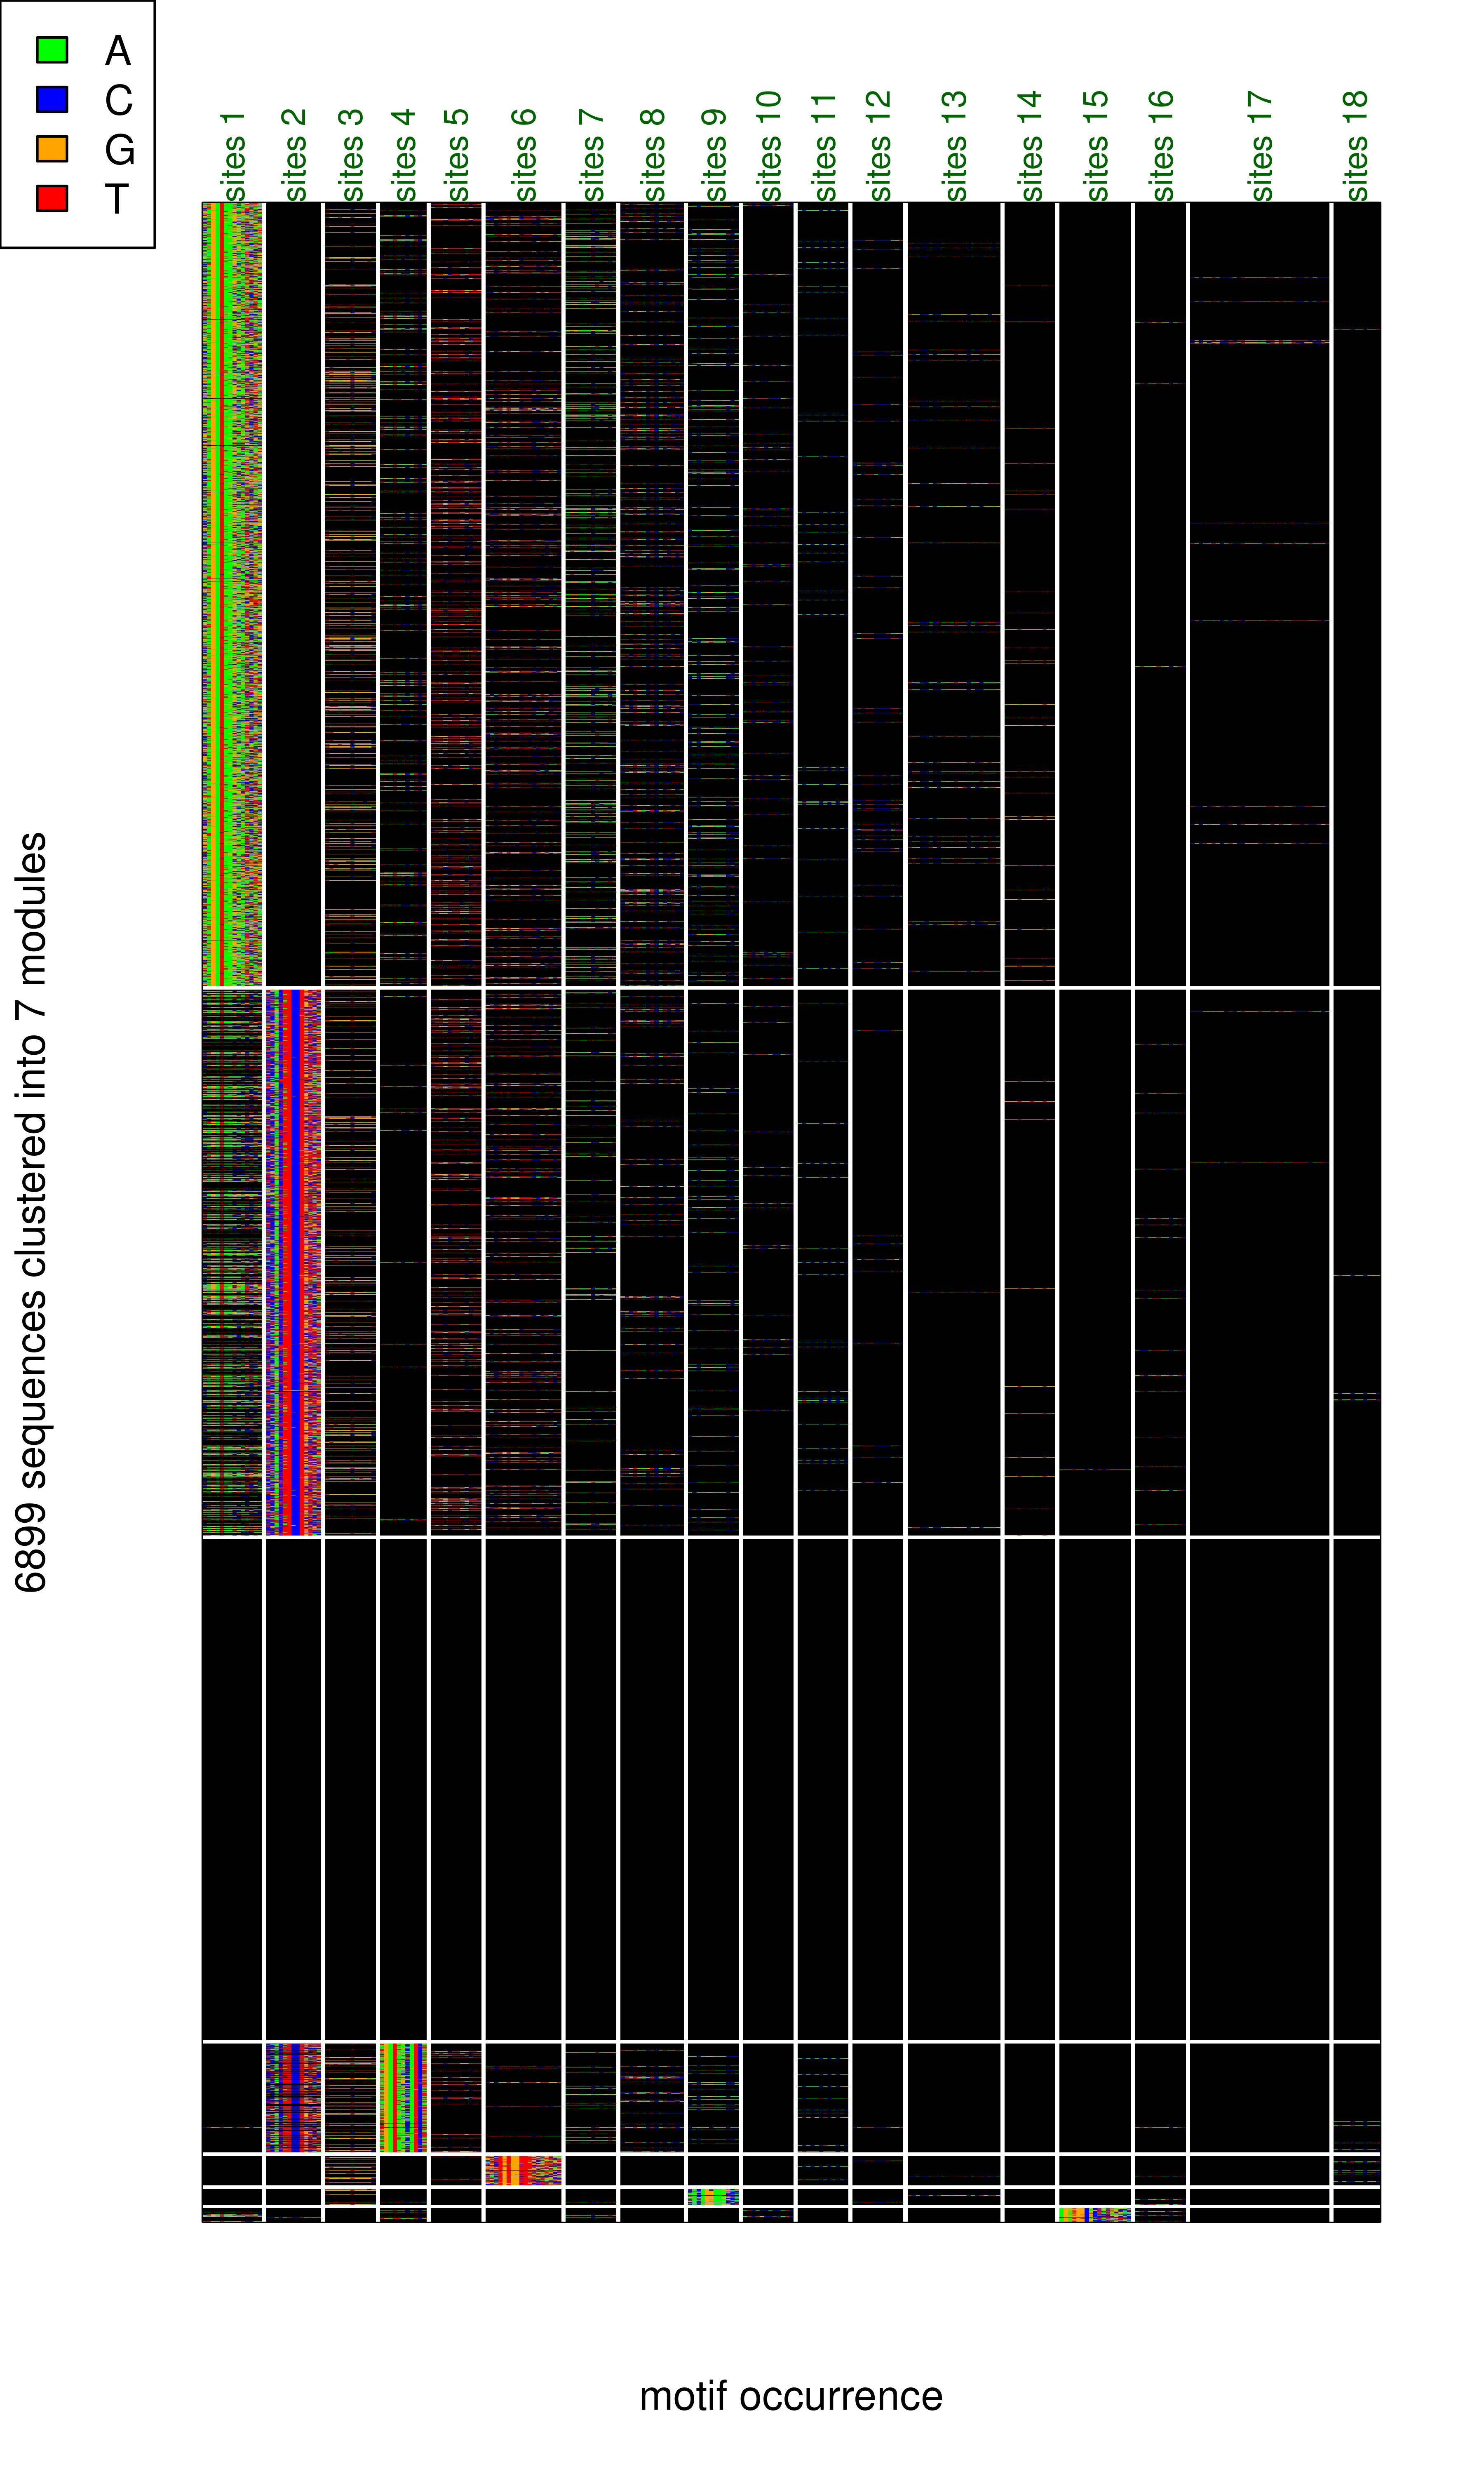 A
C
G
T
sites 1
sites 2
sites 3
sites 4
sites 5
sites 6
sites 7
sites 8
sites 9
sites 10
sites 11
sites 12
sites 13
sites 14
sites 15
sites 16
sites 17
sites 18
6899 sequences clustered into 7 modules
motif occurrence